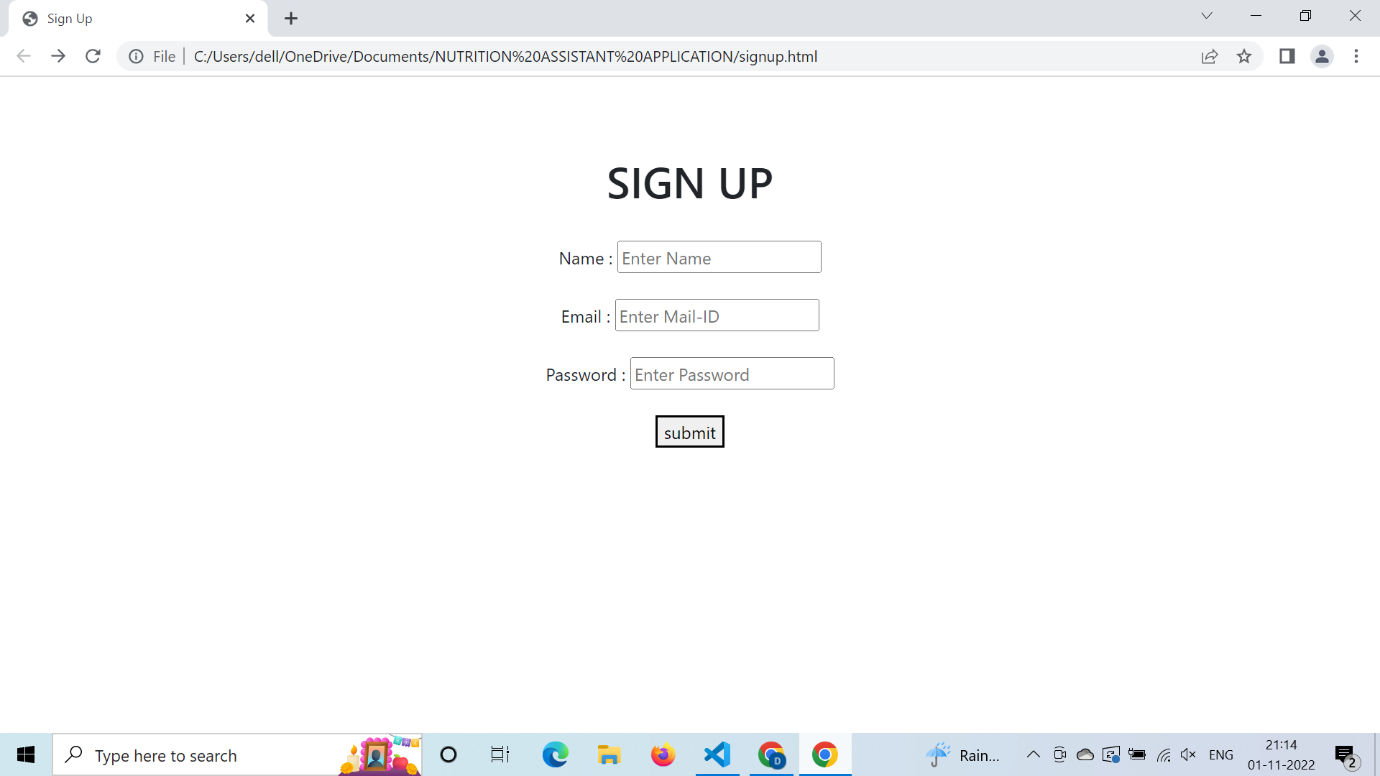 Sign Up
File
C:/Users/dell/OneDrive/Documents/NUTRITION%20ASSISTANT%20APPLICATION/signup.html
SIGN UP
Name : Enter Name
Email : Enter Mail-ID
Password : Enter Password
submit
Type here to search
D
Rain...
ENG
21:14
01-11-2022
2